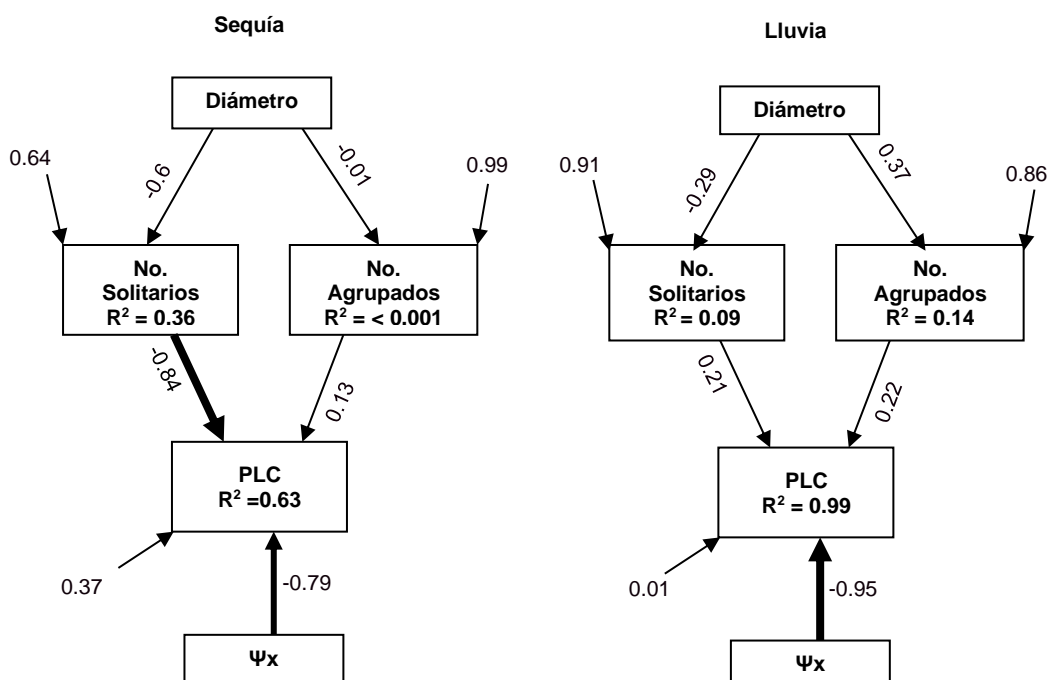 Sequía
Diámetro
0.64
-0.6
-0.01
0.99
No.
Solitarios
R² = 0.36
No.
Agrupados
R² = < 0.001
-0.84
0.13
PLC
R² =0.63
0.37
-0.79
Ψx
Lluvia
Diámetro
0.91
-0.29
0.37
0.86
No.
Solitarios
R² = 0.09
No.
Agrupados
R² = 0.14
0.21
0.22
PLC
R² = 0.99
0.01
-0.95
Ψx